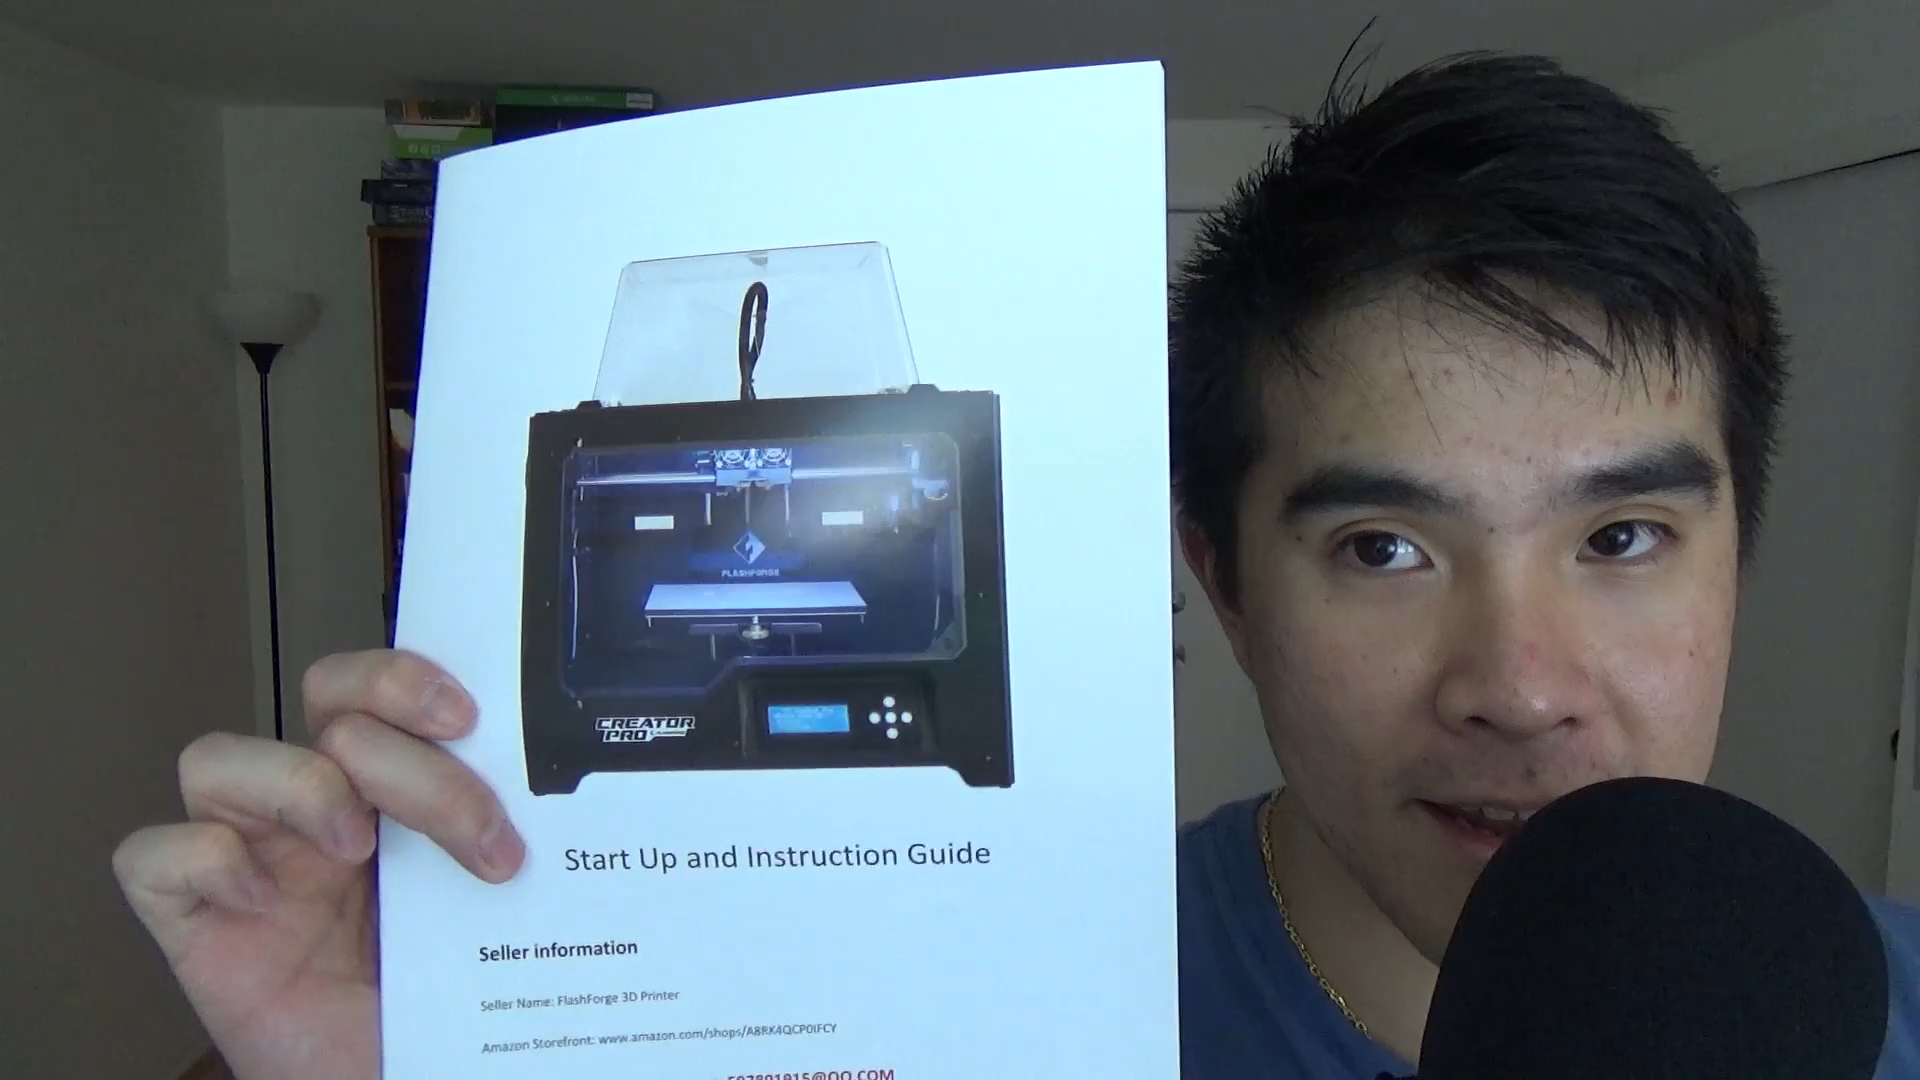 FLASHFORGE
CREATOR
PRO
Start Up and Instruction Guide
Seller information
Seller Name: FlashForge 3D Printer
Amazon Storefront: www.amazon.com/shops/A8RK4QCP0IFCY